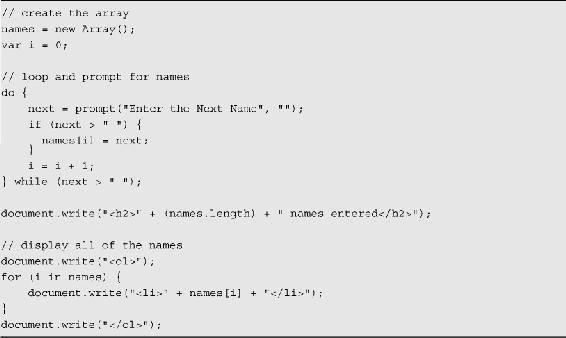 // create the array
names = new Array();
var i = 0;

// loop and prompt for names
do {
    next = prompt("Enter the Next Name", "");
    if (next > " ") {
      names[i] = next;
    }
    i = i + 1;
} while (next > " ");

document.write("<h2>" + (names.length) + " names entered</h2>");

// display all of the names
document.write("<ol>");
for (i in names) {
    document.write("<li>" + names[i] + "</li>");
}
document.write("</ol>");